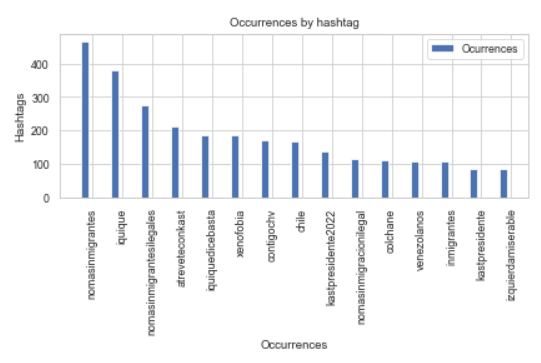 Occurrences by hashtag
Ocurrences
Hashtags
400
300
200
100
0
nomasinmigrantes
iquique
nomasinmigrantesilegales
atreveteconkast
iquiquedicebasta
xenofobia
contigochv
chile
kastpresidente2022
nomasinmigracionilegal
colchane
venezolanos
inmigrantes
kastpresidente
izquierdamiserable
Occurrences